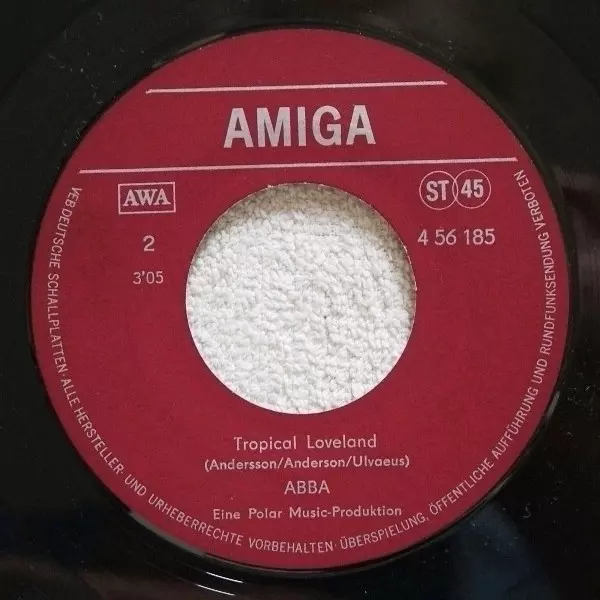 AMIGA
AWA
ST 45
2
4 56 185
3'05
Tropical Loveland
(Andersson/Anderson/Ulvaeus)
ABBA
Eine Polar Music-Produktion
VEB DEUTSCHE SCHALLPLATTEN · ALLE HERSTELLER- UND URHEBERRECHTE VORBEHALTEN · ÜBERSPIELUNG, ÖFFENTLICHE AUFFÜHRUNG UND RUNDFUNKSENDUNG VERBOTEN